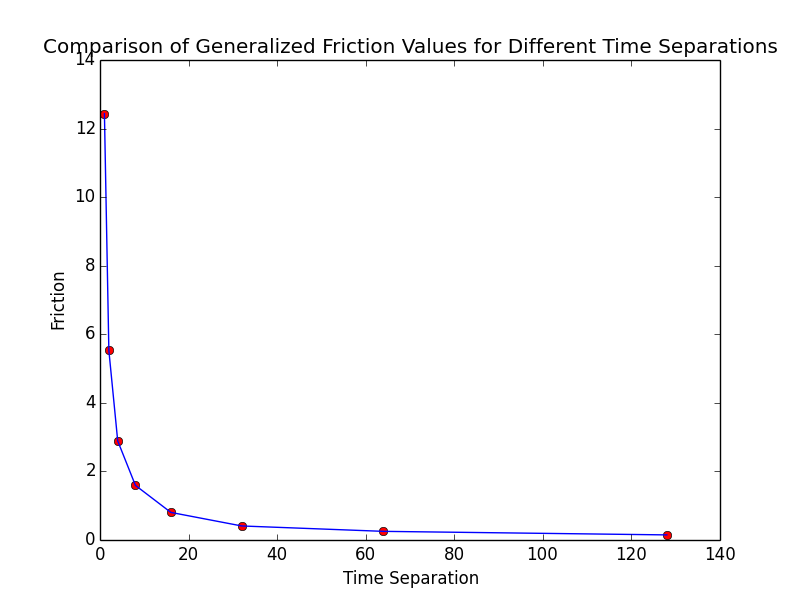 Comparison of Generalized Friction Values for Different Time Separations
14
12
10
8
6
4
2
0
Friction
0 20 40 60 80 100 120 140
Time Separation